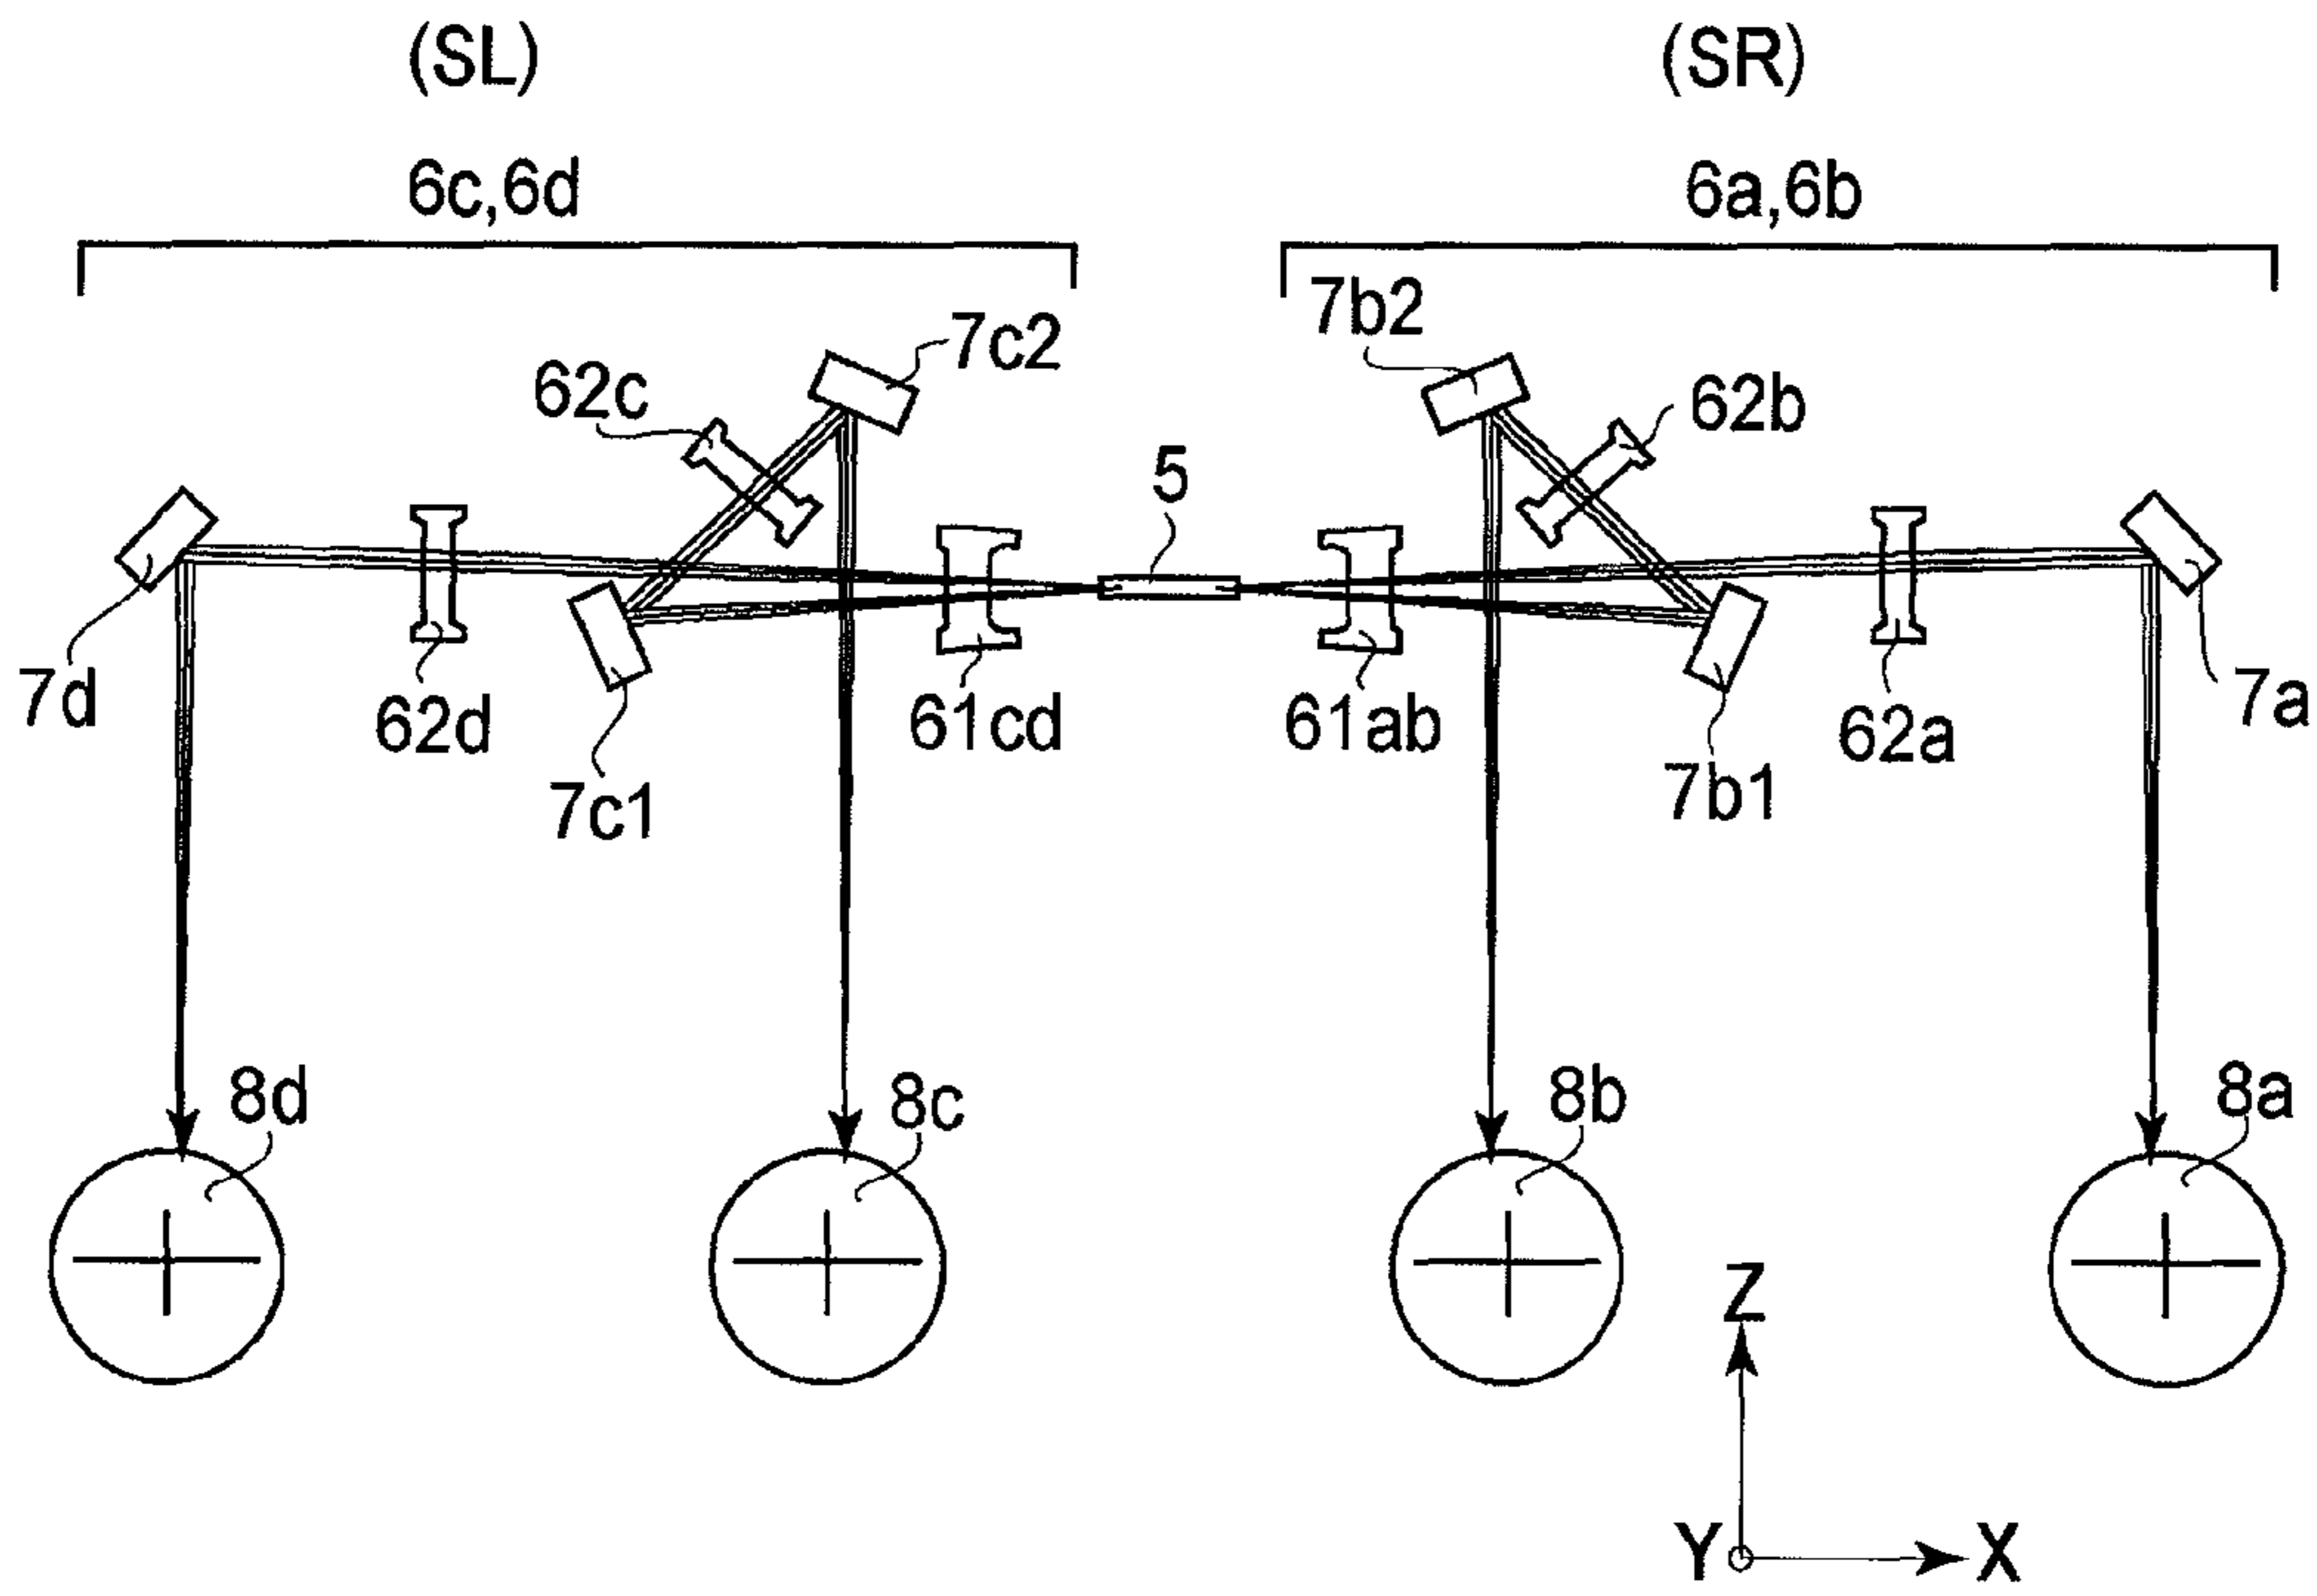 (SL) (SR)
6c,6d 6a,6b
7b2
7c2
62c 62b
5
7d 62d 61cd 61ab 62a 7a
7c1 7b1
8d 8c 8b 8a
Z
Y X